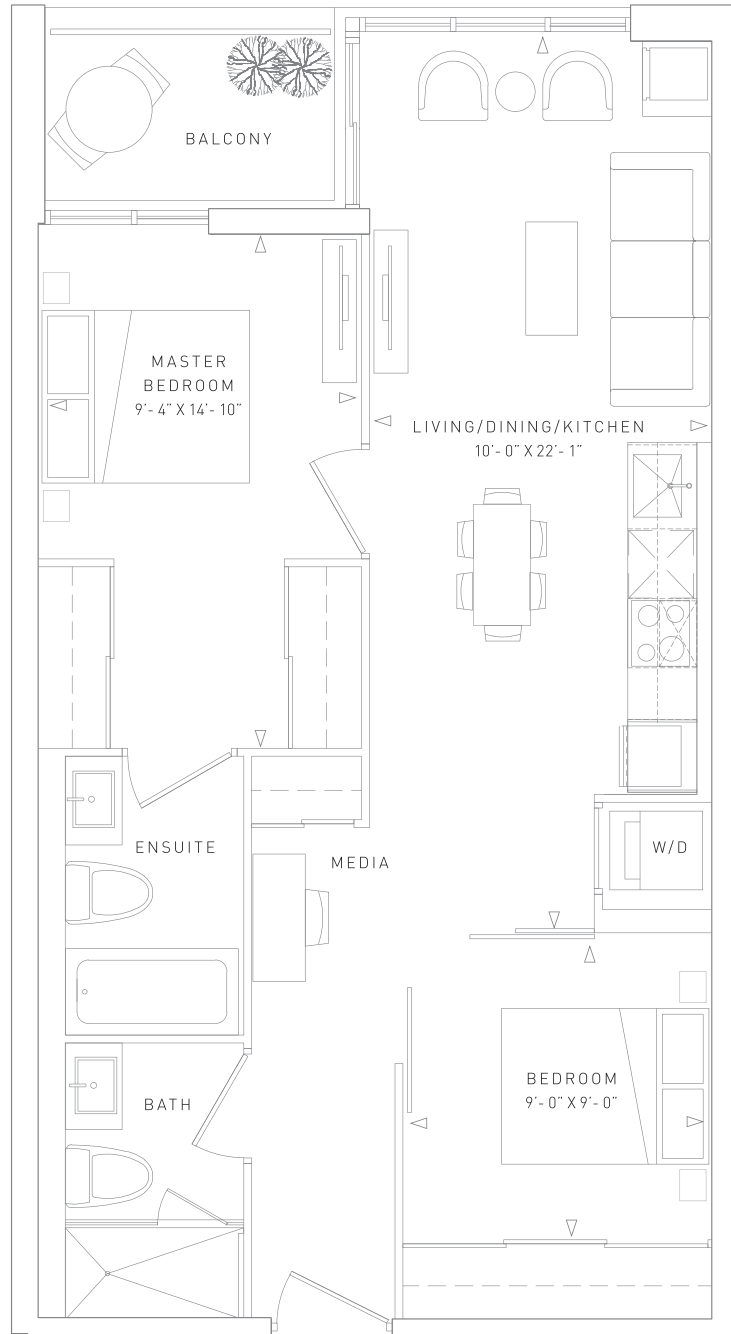 BALCONY
MASTER
BEDROOM
9'- 4" X 14'- 10"
LIVING/DINING/KITCHEN
10'- 0" X 22'- 1"
ENSUITE
MEDIA
W/D
BEDROOM
9'- 0" X 9'- 0"
BATH